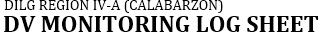 DILG REGION IV-A (CALABARZON)
DV MONITORING LOG SHEET